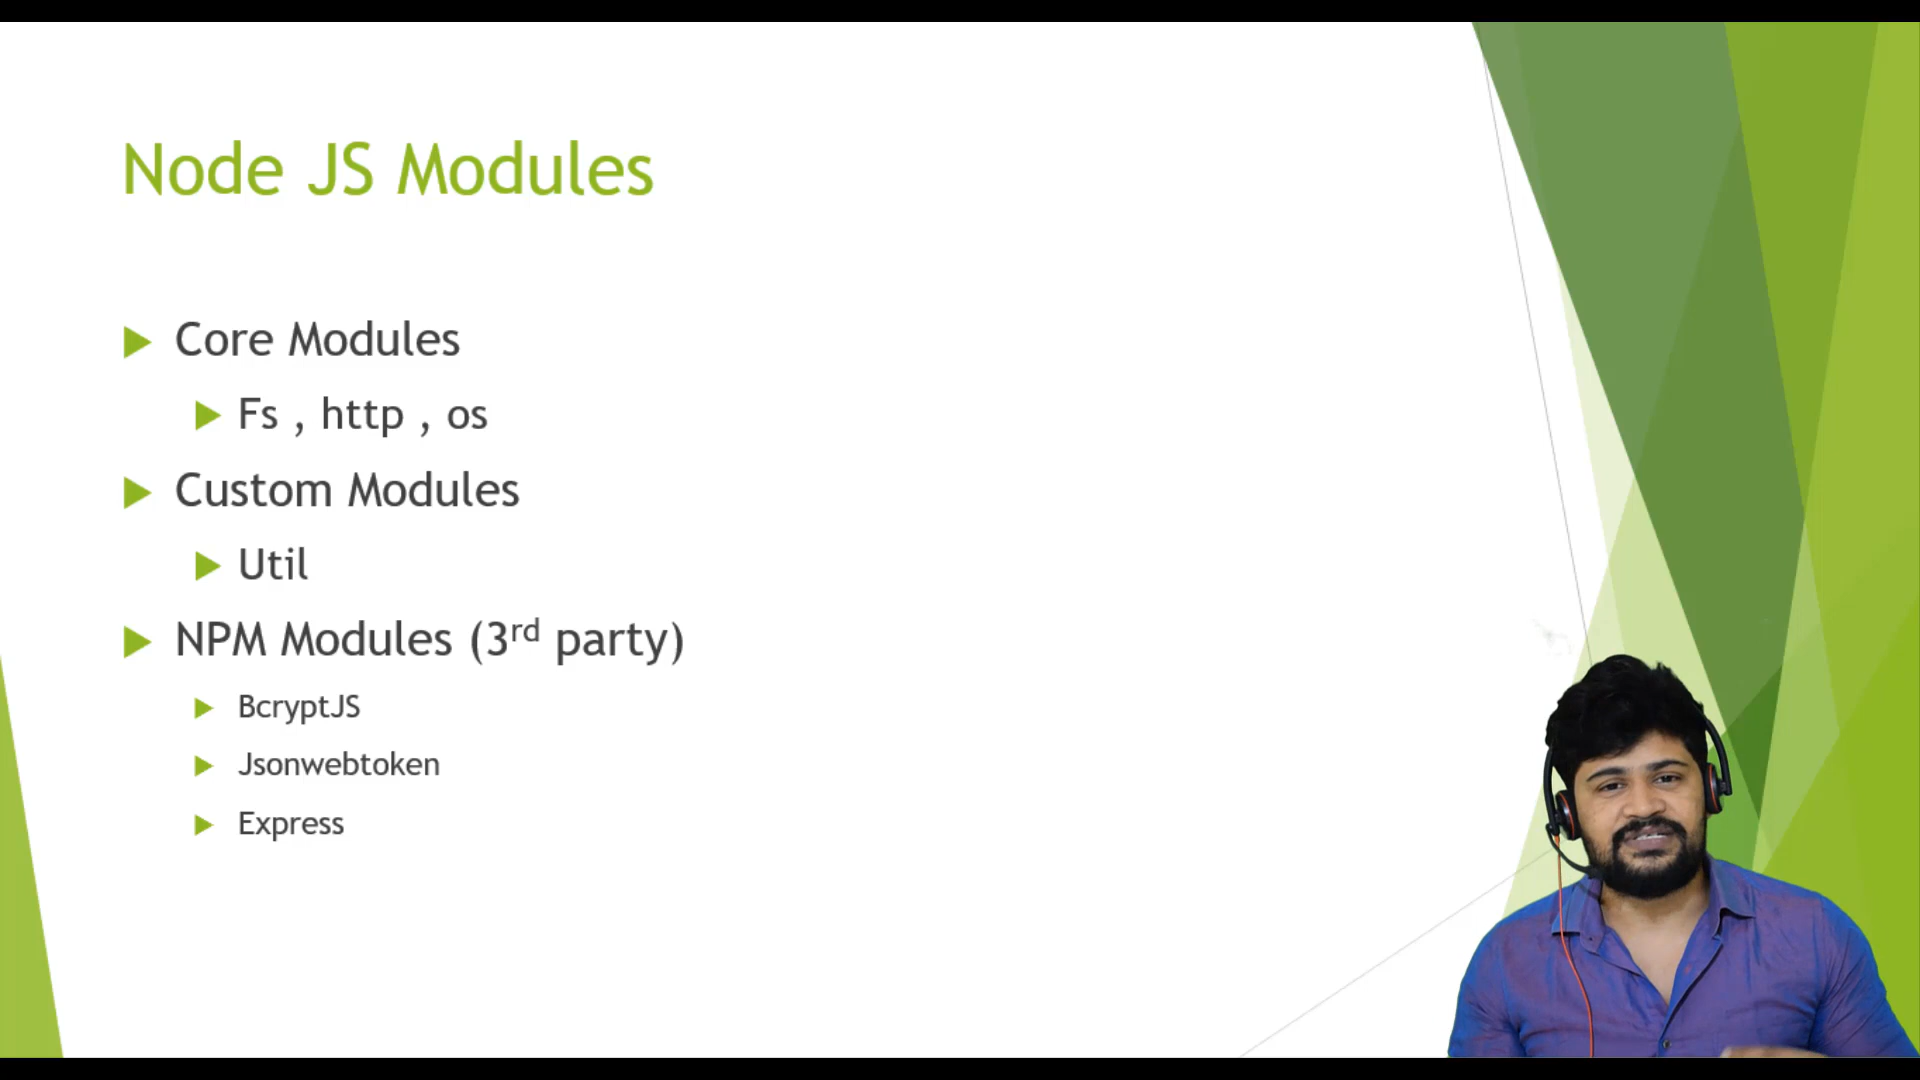 Node JS Modules
Core Modules
Fs , http , os
Custom Modules
Util
NPM Modules (3rd party)
BcryptJS
Jsonwebtoken
Express